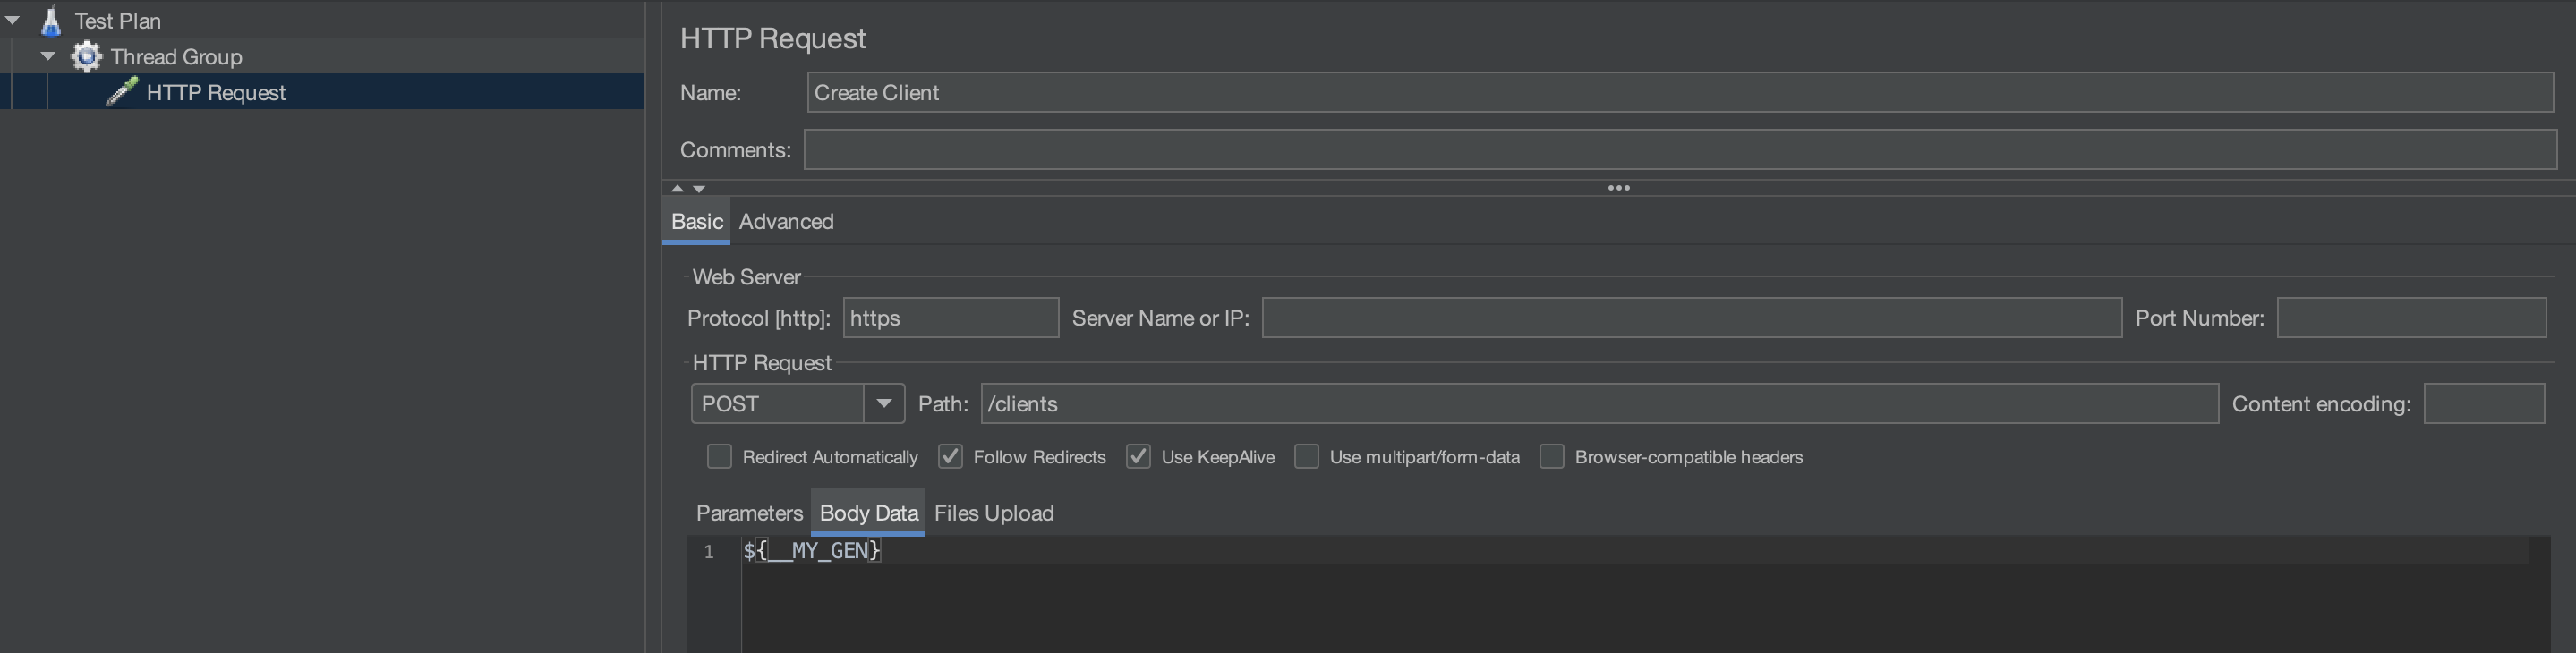 Test Plan
Thread Group
HTTP Request
HTTP Request
Name: Create Client
Comments:
Basic Advanced
Web Server
Protocol [http]: https Server Name or IP: Port Number:
HTTP Request
POST Path: /clients Content encoding:
Redirect Automatically Follow Redirects Use KeepAlive Use multipart/form-data Browser-compatible headers
Parameters Body Data Files Upload
1 ${__MY_GEN}